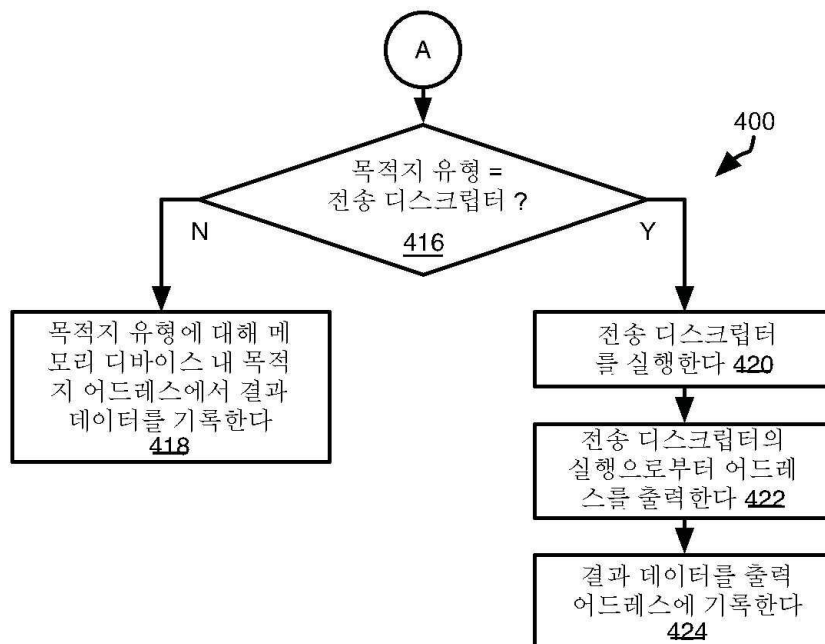 A
400
목적지 유형 =
전송 디스크립터 ?
416
N
Y
목적지 유형에 대해 메
모리 디바이스 내 목적
지 어드레스에서 결과
데이터를 기록한다
418
전송 디스크립터
를 실행한다 420
전송 디스크립터의
실행으로부터 어드레
스를 출력한다 422
결과 데이터를 출력
어드레스에 기록한다
424